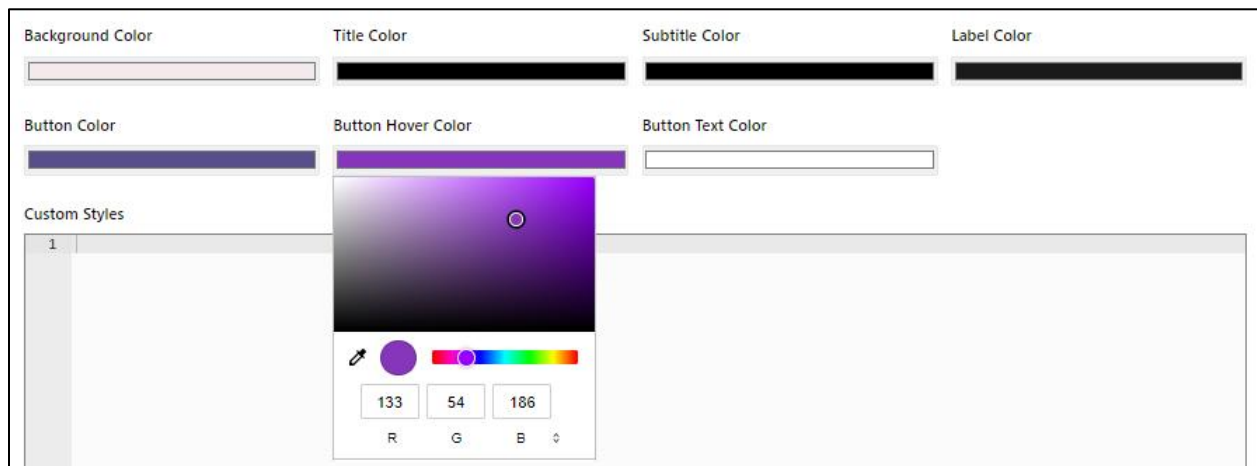 Background Color Title Color Subtitle Color Label Color
Button Color Button Hover Color Button Text Color
Custom Styles
1
133 54 186
R G B